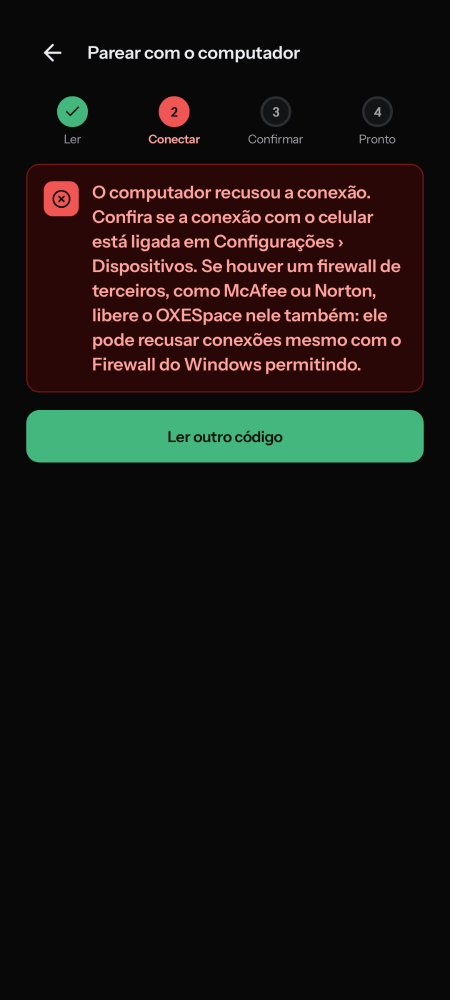 Parear com o computador
2
3
4
Ler
Conectar
Confirmar
Pronto
O computador recusou a conexão.
Confira se a conexão com o celular
está ligada em Configurações ›
Dispositivos. Se houver um firewall de
terceiros, como McAfee ou Norton,
libere o OXESpace nele também: ele
pode recusar conexões mesmo com o
Firewall do Windows permitindo.
Ler outro código